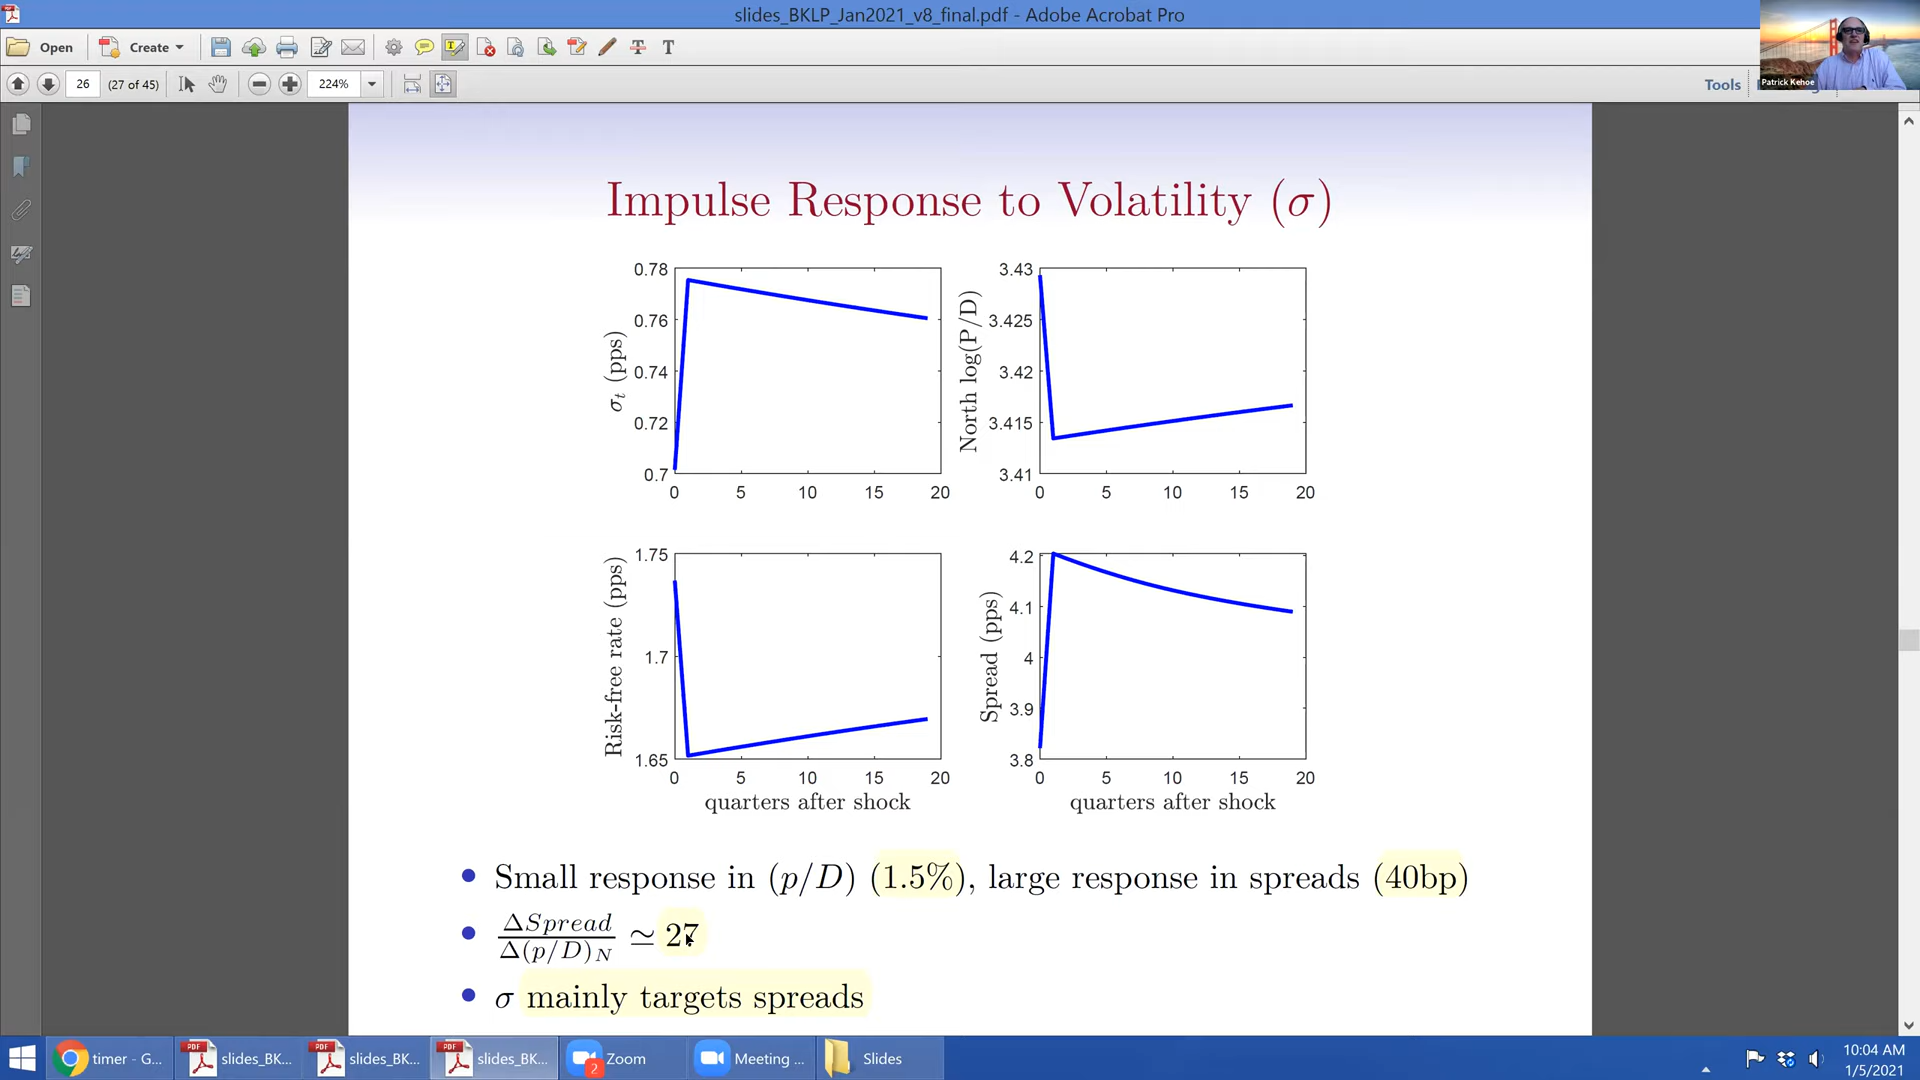 slides_BKLP_Jan2021_v8_final.pdf - Adobe Acrobat Pro
Open Create
26 (27 of 45) 224% Tools
Patrick Kehoe
Impulse Response to Volatility (σ)
0.78
0.76
0.74
0.72
0.7
σt (pps)
0 5 10 15 20
3.43
3.425
3.42
3.415
3.41
North log(P/D)
0 5 10 15 20
1.75
1.7
1.65
Risk-free rate (pps)
0 5 10 15 20
quarters after shock
4.2
4.1
4
3.9
3.8
Spread (pps)
0 5 10 15 20
quarters after shock
• Small response in (p/D) (1.5%), large response in spreads (40bp)
• ΔSpread / Δ(p/D)N ≃ 27
• σ mainly targets spreads
timer - G... slides_BK... slides_BK... slides_BK... Zoom 2 Meeting ... Slides
10:04 AM
1/5/2021